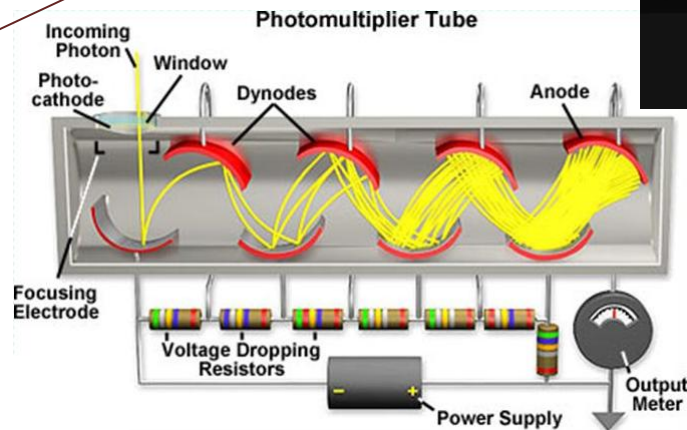 Photomultiplier Tube
Incoming
Photon
Window
Photo-
cathode
Dynodes
Anode
Focusing
Electrode
Voltage Dropping
Resistors
− +
Power Supply
Output
Meter